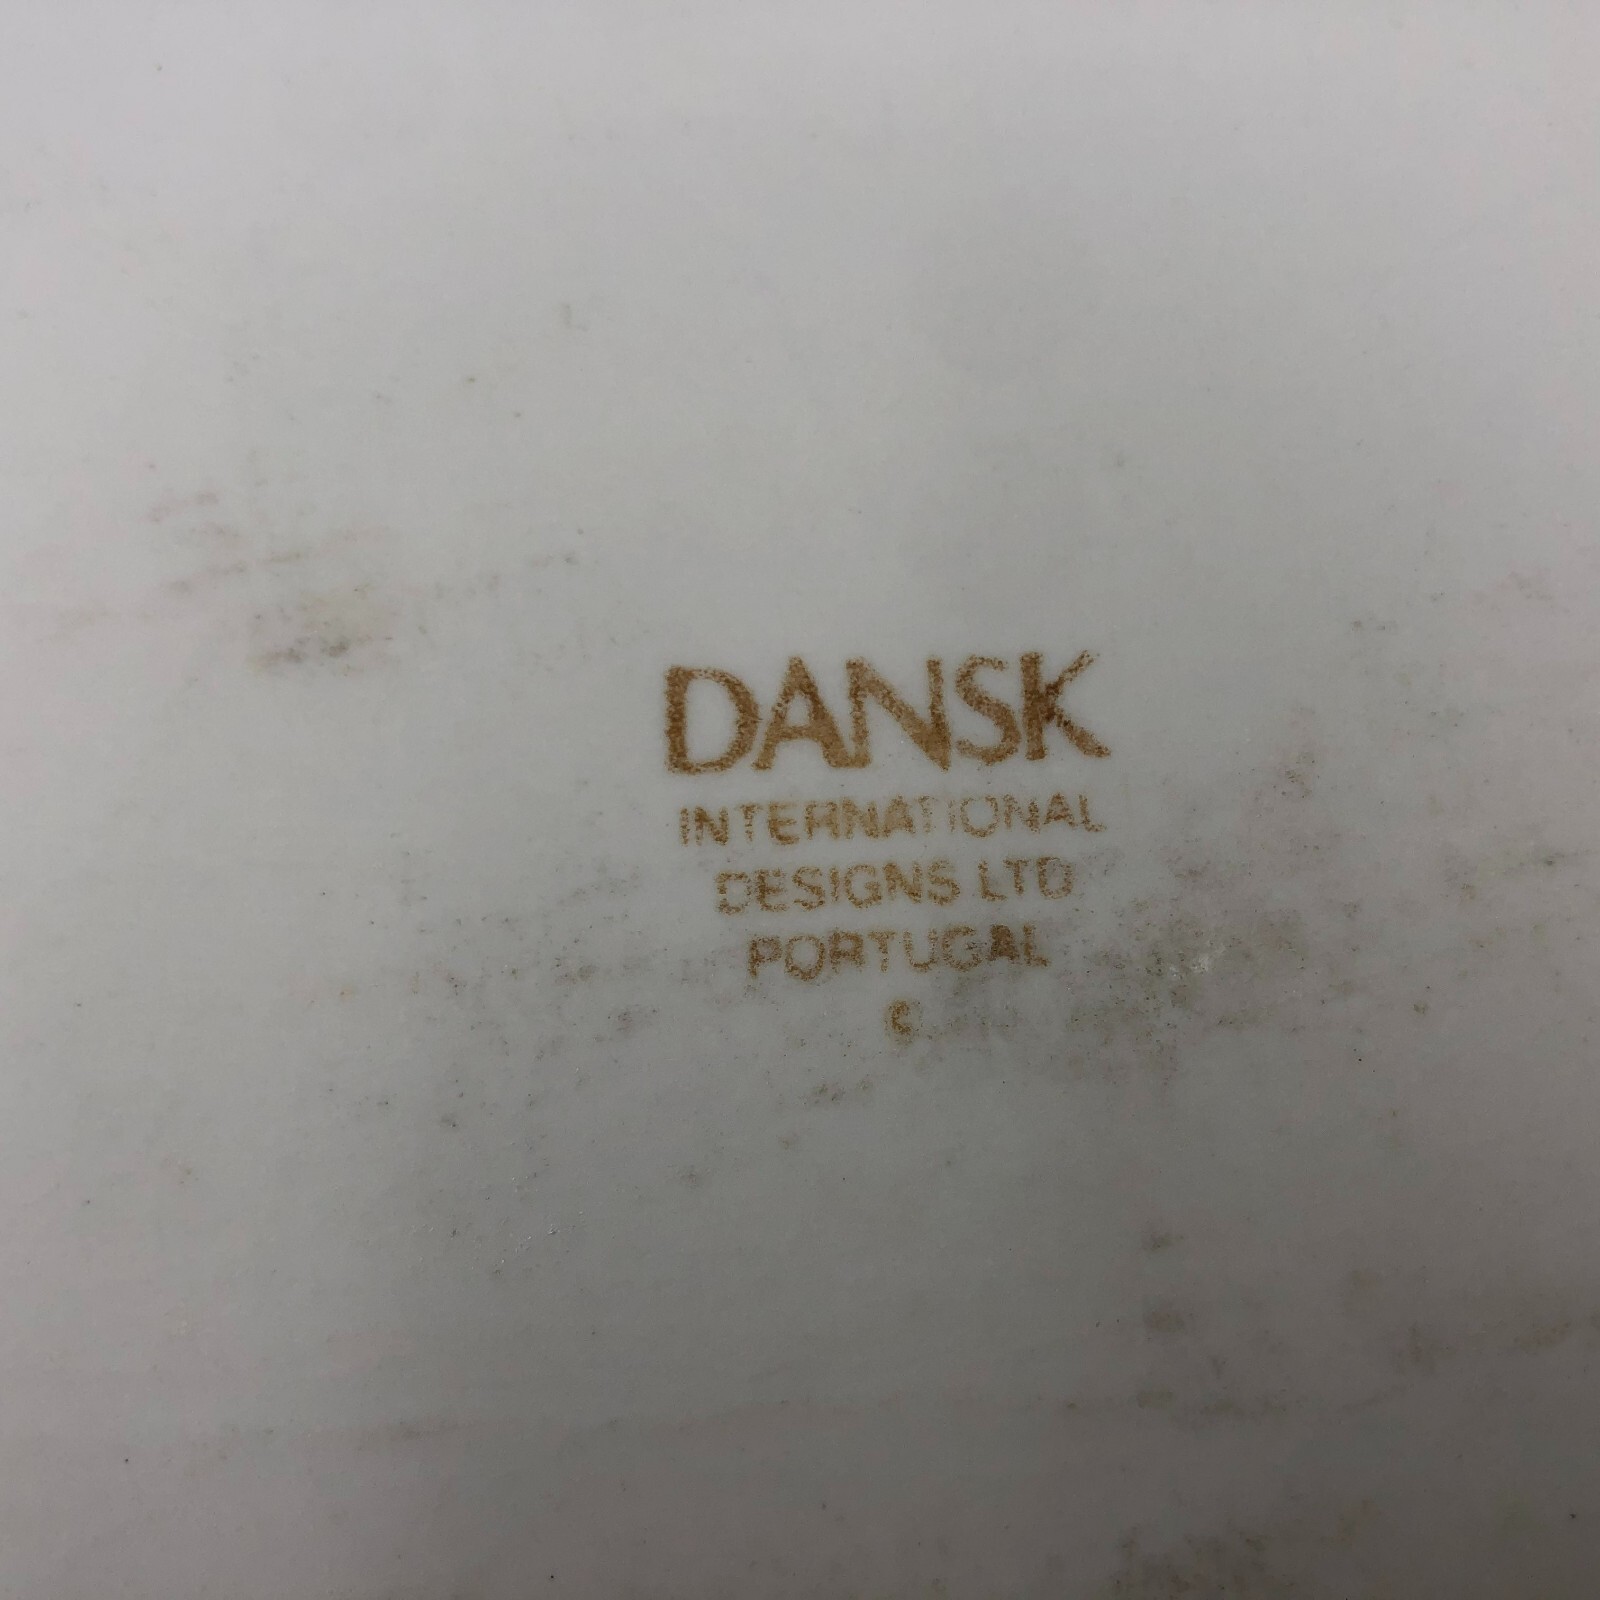 DANSK
INTERNATIONAL
DESIGNS LTD
PORTUGAL
©